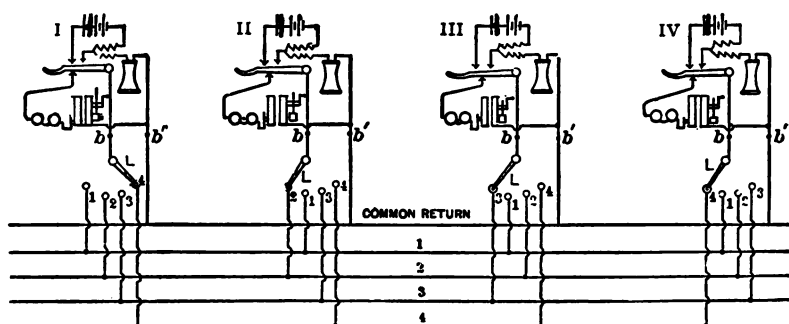 I II III IV
b b' b b' b b' b b'
L L L L
4
1 2 3
2 1 3 4
3 1 2 4
4 1 2 3
COMMON RETURN
1
2
3
4